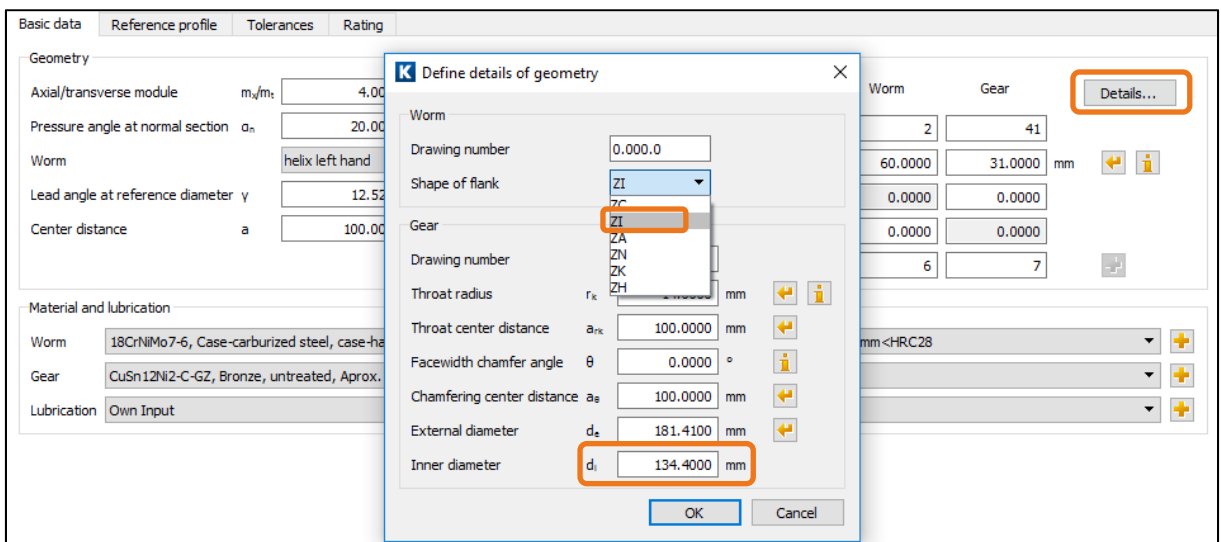 Basic data Reference profile Tolerances Rating
Geometry
K Define details of geometry
Worm Gear Details...
Axial/transverse module mx/mt 4.00
Worm
Pressure angle at normal section αn 20.00
2 41
Drawing number 0.000.0
Worm helix left hand
60.0000 31.0000 mm
Shape of flank ZI
Lead angle at reference diameter γ 12.52
0.0000 0.0000
ZC
ZI
Gear
Center distance a 100.00
0.0000 0.0000
ZA
ZN
Drawing number
6 7
ZK
ZH
Throat radius rk mm
Material and lubrication
Throat center distance ark 100.0000 mm
Worm 18CrNiMo7-6, Case-carburized steel, case-ha
mm<HRC28
Facewidth chamfer angle θ 0.0000 °
Gear CuSn12Ni2-C-GZ, Bronze, untreated, Aprox.
Chamfering center distance aθ 100.0000 mm
Lubrication Own Input
External diameter de 181.4100 mm
Inner diameter di 134.4000 mm
OK Cancel